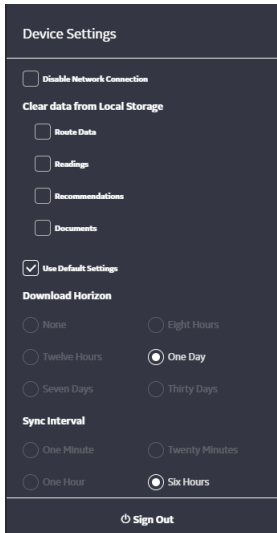 Device Settings
Disable Network Connection
Clear data from Local Storage
Route Data
Readings
Recommendations
Documents
Use Default Settings
Download Horizon
None Eight Hours
Twelve Hours One Day
Seven Days Thirty Days
Sync Interval
One Minute Twenty Minutes
One Hour Six Hours
Sign Out